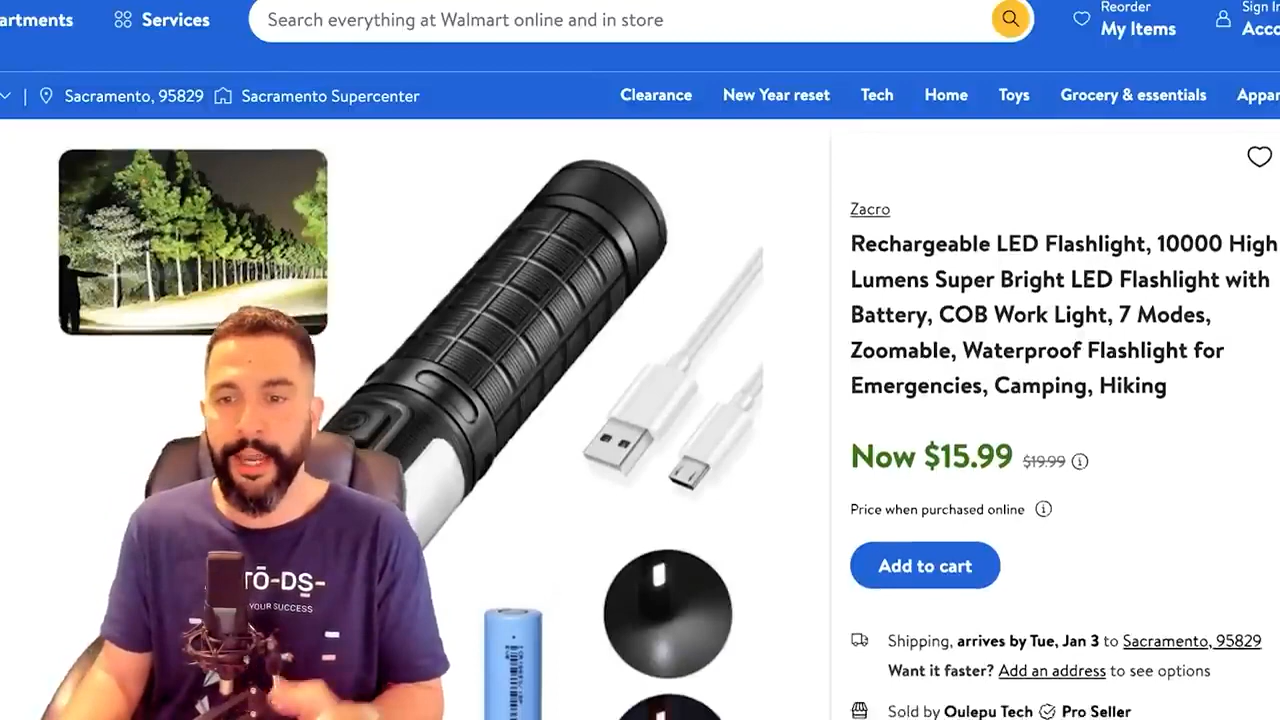 artments
Services
Search everything at Walmart online and in store
Reorder
My Items
Sign In
Acco
Sacramento, 95829
Sacramento Supercenter
Clearance
New Year reset
Tech
Home
Toys
Grocery & essentials
Appar
Zacro
Rechargeable LED Flashlight, 10000 High
Lumens Super Bright LED Flashlight with
Battery, COB Work Light, 7 Modes,
Zoomable, Waterproof Flashlight for
Emergencies, Camping, Hiking
Now $15.99 $19.99
Price when purchased online
Add to cart
Shipping, arrives by Tue, Jan 3 to Sacramento, 95829
Want it faster? Add an address to see options
Sold by Oulepu Tech Pro Seller
TŌ-DS-
YOUR SUCCESS